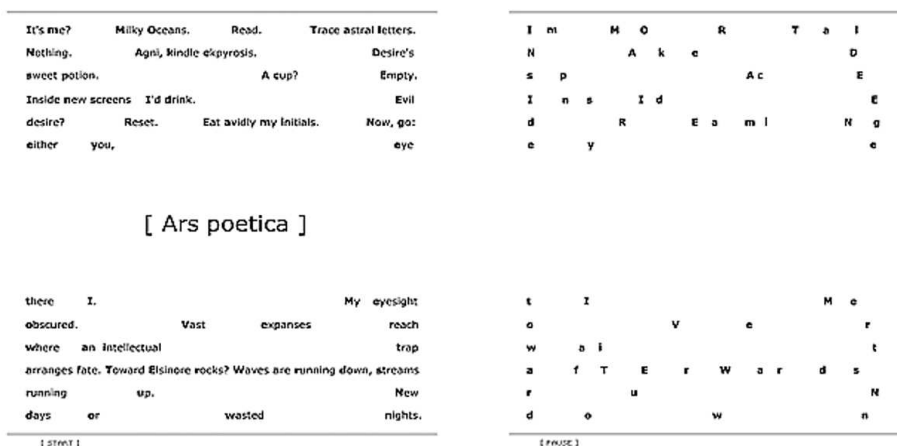 It's me? Milky Oceans. Read. Trace astral letters.
Nothing. Agni, kindle ekpyrosis. Desire's
sweet potion. A cup? Empty.
Inside new screens I'd drink. Evil
desire? Reset. Eat avidly my initials. Now, go:
either you, eye
[ Ars poetica ]
there I. My eyesight
obscured. Vast expanses reach
where an intellectual trap
arranges fate. Toward Elsinore rocks? Waves are running down, streams
running up. New
days or wasted nights.
[ START ]
I m M O R T a l
N A k e D
s p A c E
I n s I d E
d R E a m i N g
e y e
t I M e
o V e r
w a i t
a f T E r W a r d s
r u N
d o w n
[ PAUSE ]